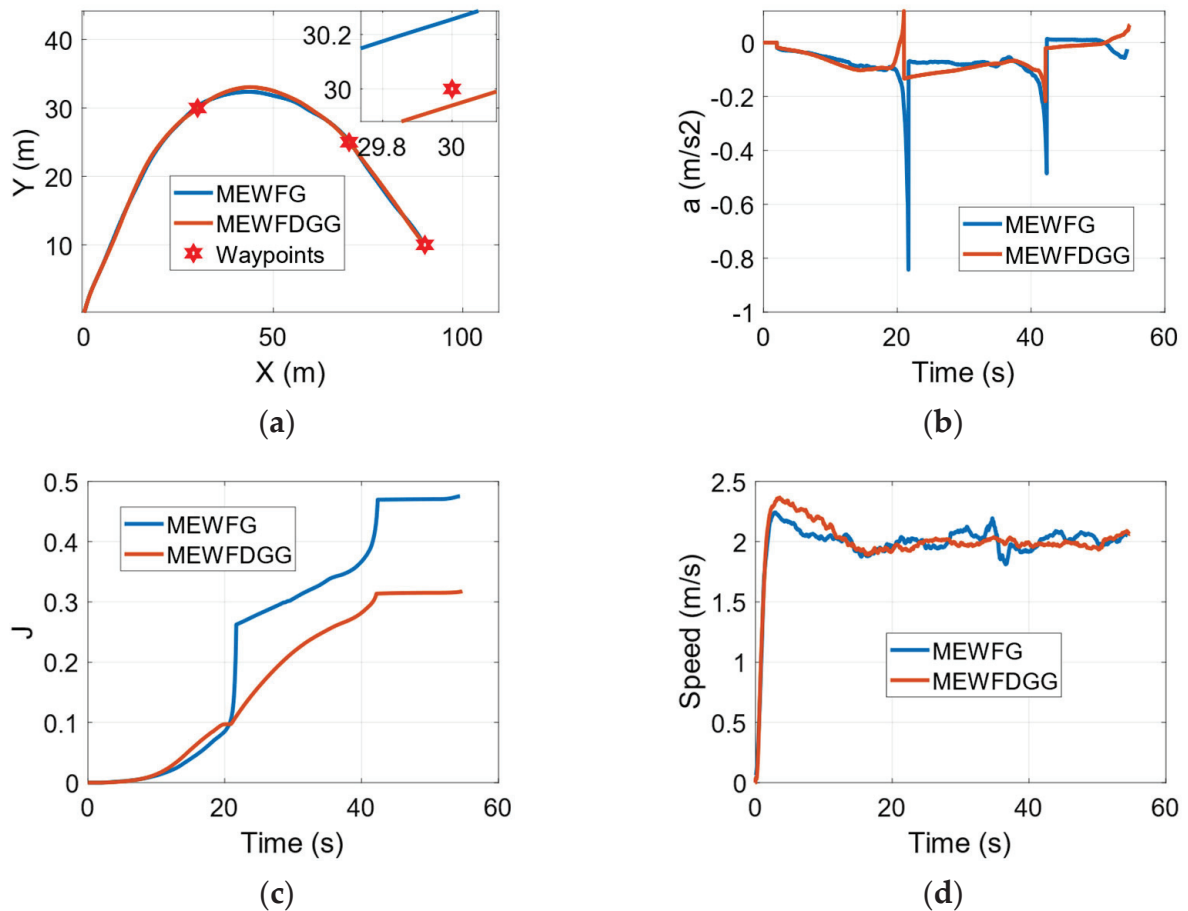 30.2
30
29.8 30
Y (m)
40
30
20
10
MEWFG
MEWFDGG
Waypoints
0 50 100
X (m)
(a)
a (m/s2)
0
-0.2
-0.4
-0.6
-0.8
-1
MEWFG
MEWFDGG
0 20 40 60
Time (s)
(b)
J
0.5
0.4
0.3
0.2
0.1
0
MEWFG
MEWFDGG
0 20 40 60
Time (s)
(c)
Speed (m/s)
2.5
2
1.5
1
0.5
0
MEWFG
MEWFDGG
0 20 40 60
Time (s)
(d)